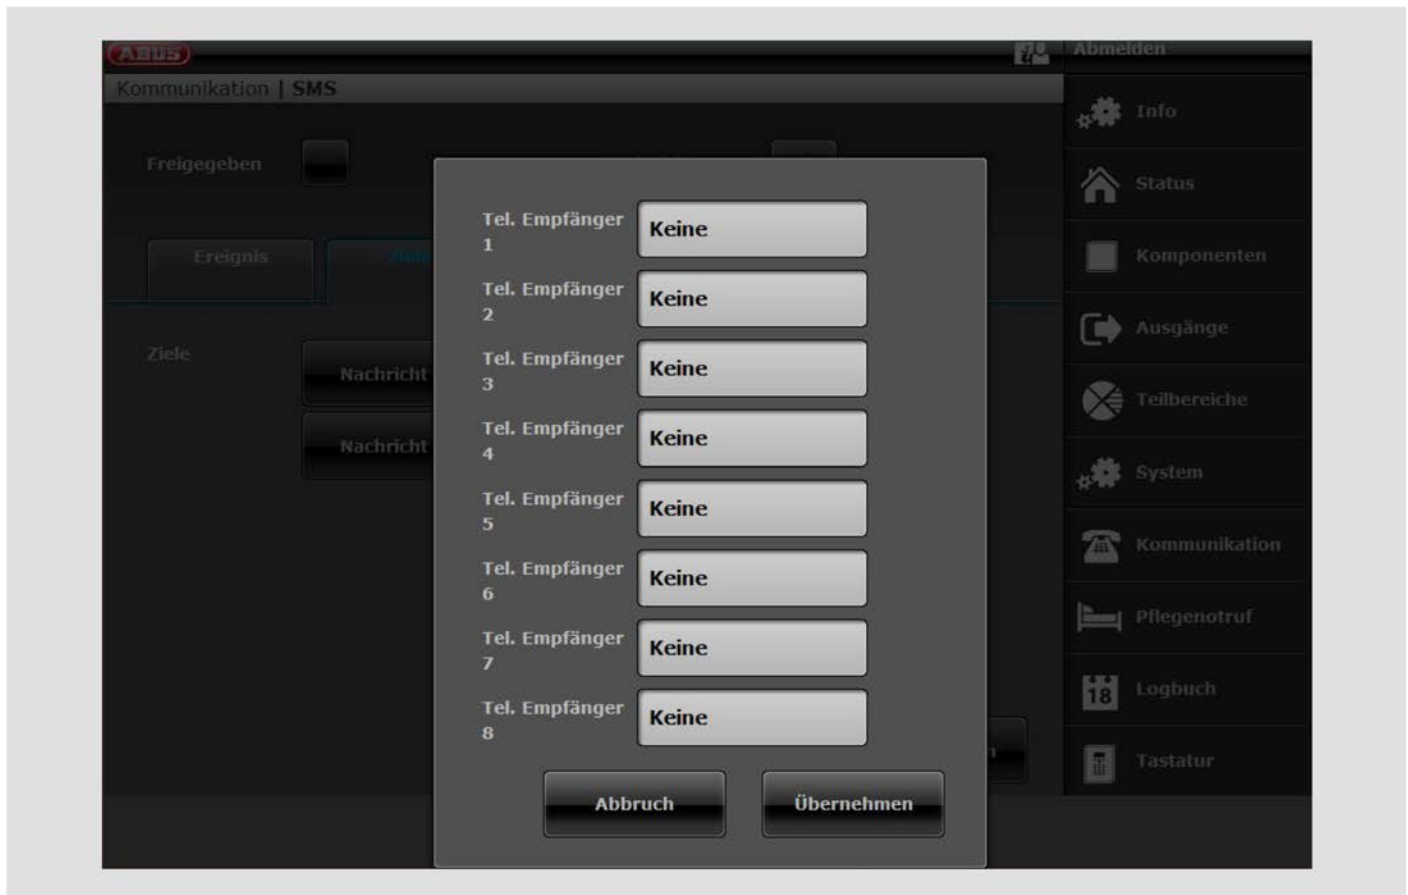 ABUS
Abmelden
Kommunikation | SMS
Info
Freigegeben
Status
Ereignis
Ziele
Komponenten
Ausgänge
Ziele
Nachricht
Teilbereiche
Nachricht
System
Kommunikation
Pflegenotruf
Logbuch
18
Tastatur
Tel. Empfänger
1
Keine
Tel. Empfänger
2
Keine
Tel. Empfänger
3
Keine
Tel. Empfänger
4
Keine
Tel. Empfänger
5
Keine
Tel. Empfänger
6
Keine
Tel. Empfänger
7
Keine
Tel. Empfänger
8
Keine
Abbruch
Übernehmen